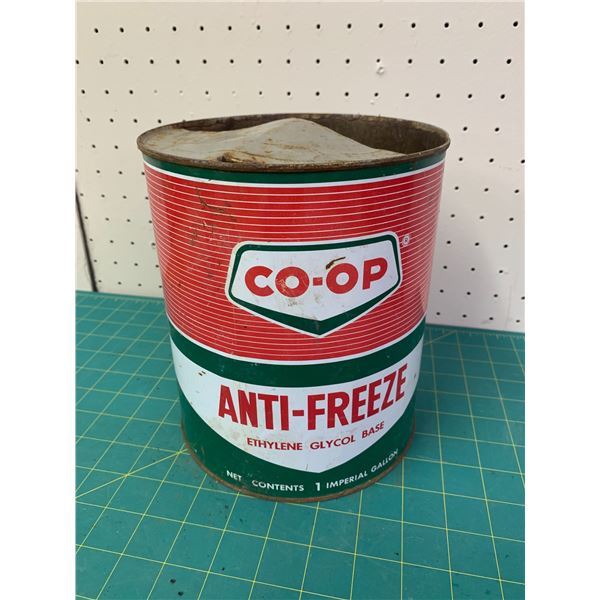 CO-OP ®
ANTI-FREEZE
ETHYLENE GLYCOL BASE
NET CONTENTS 1 IMPERIAL GALLON